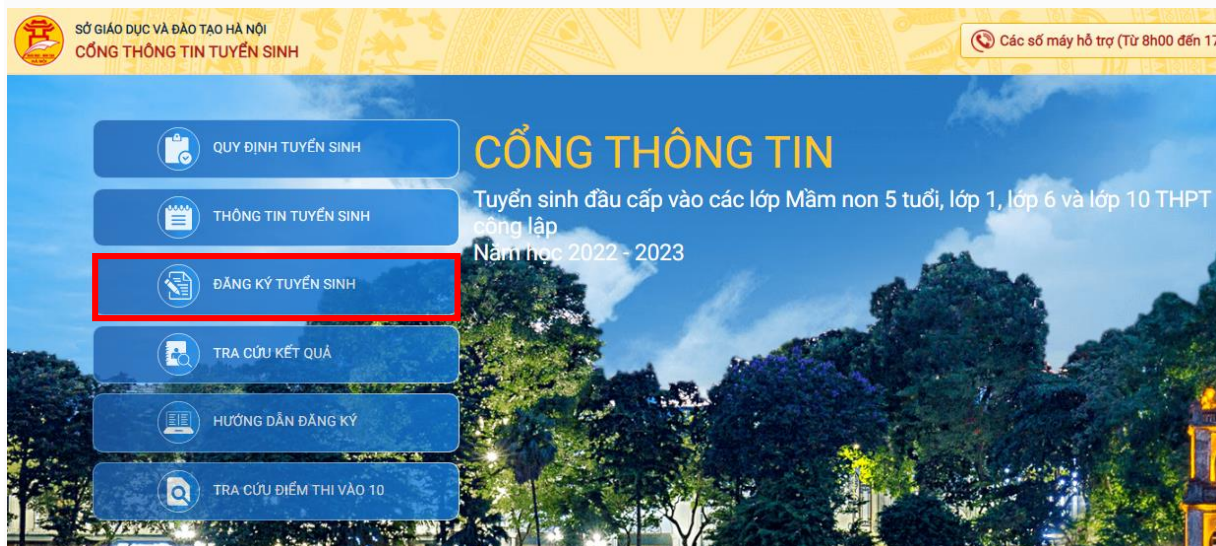 SỞ GIÁO DỤC VÀ ĐÀO TẠO HÀ NỘI
CỔNG THÔNG TIN TUYỂN SINH
Các số máy hỗ trợ (Từ 8h00 đến 17
QUY ĐỊNH TUYỂN SINH
THÔNG TIN TUYỂN SINH
ĐĂNG KÝ TUYỂN SINH
TRA CỨU KẾT QUẢ
HƯỚNG DẪN ĐĂNG KÝ
TRA CỨU ĐIỂM THI VÀO 10
CỔNG THÔNG TIN
Tuyển sinh đầu cấp vào các lớp Mầm non 5 tuổi, lớp 1, lớp 6 và lớp 10 THPT
công lập
Năm học 2022 - 2023